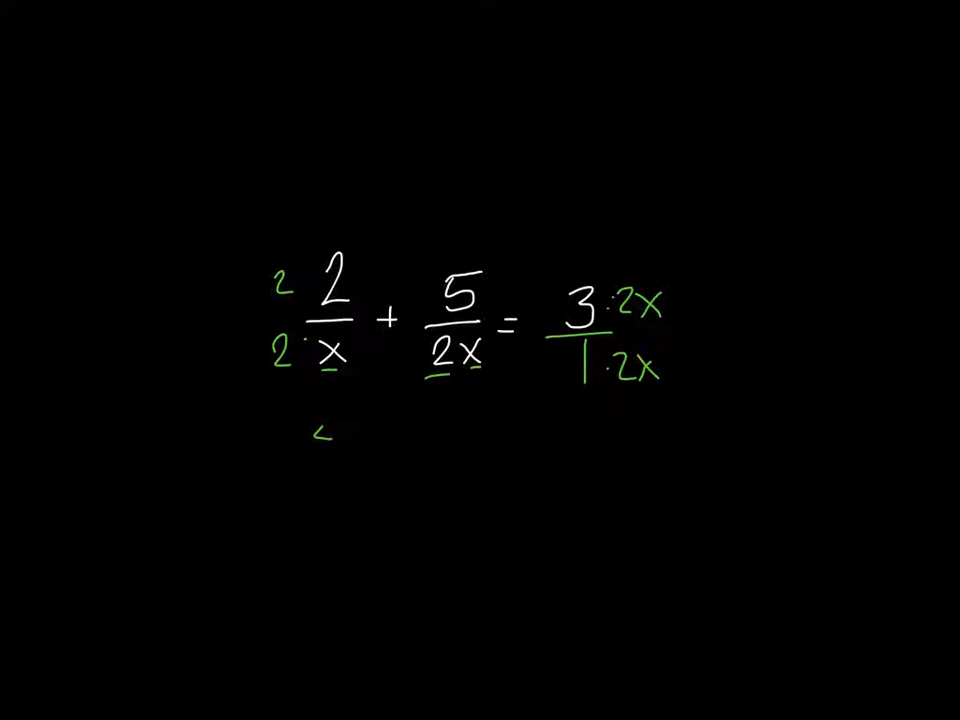 2 2/x + 5/2x = 3·2x/1·2x
2·